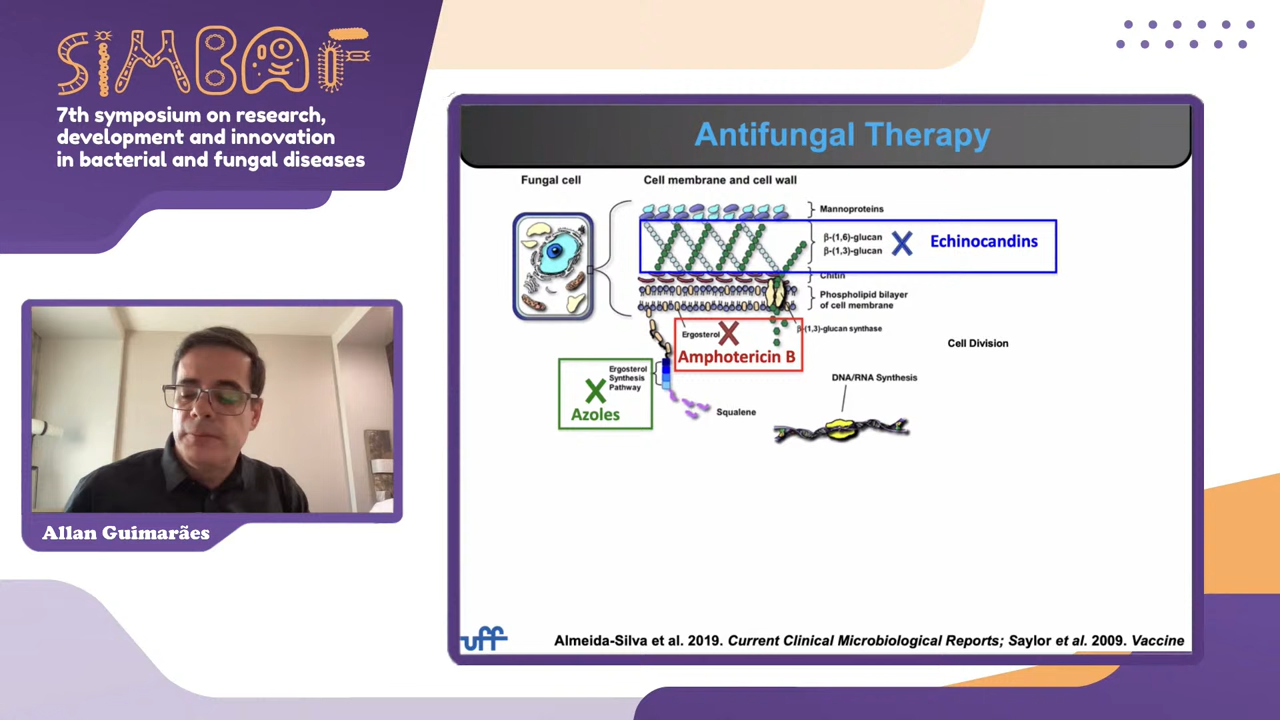 SIMBAF
7th symposium on research,
development and innovation
in bacterial and fungal diseases
Allan Guimarães
Antifungal Therapy
Fungal cell
Cell membrane and cell wall
Mannoproteins
β-(1,6)-glucan
β-(1,3)-glucan
Echinocandins
Chitin
Phospholipid bilayer
of cell membrane
Ergosterol
β-(1,3)-glucan synthase
Amphotericin B
Cell Division
Ergosterol
Synthesis
Pathway
Azoles
Squalene
DNA/RNA Synthesis
uff
Almeida-Silva et al. 2019. Current Clinical Microbiological Reports; Saylor et al. 2009. Vaccine